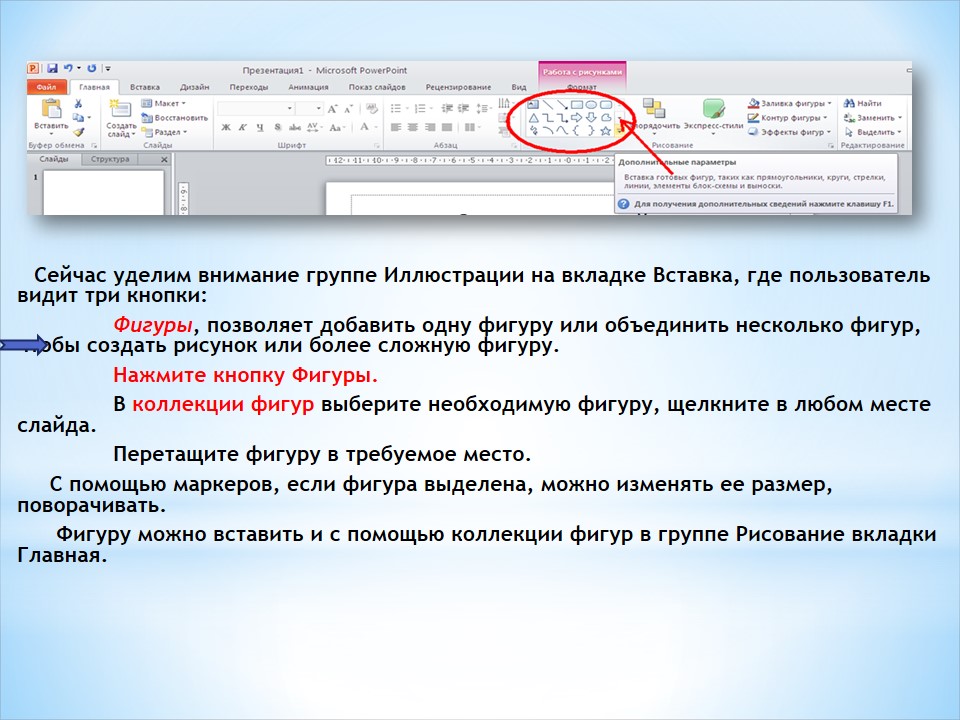 Презентация1 - Microsoft PowerPoint
Работа с рисунками
Файл Главная Вставка Дизайн Переходы Анимация Показ слайдов Рецензирование Вид Формат
Макет
Восстановить
Раздел
Вставить
Создать слайд
Экспресс-стили
Заливка фигуры
Контур фигуры
Эффекты фигур
Найти
Заменить
Выделить
Буфер обмена Слайды Шрифт Абзац Рисование Редактирование
Слайды Структура
1
Дополнительные параметры
Вставка готовых фигур, таких как прямоугольники, круги, стрелки,
линии, элементы блок-схемы и выноски.
Для получения дополнительных сведений нажмите клавишу F1.
Сейчас уделим внимание группе Иллюстрации на вкладке Вставка, где пользователь
видит три кнопки:
Фигуры, позволяет добавить одну фигуру или объединить несколько фигур,
чтобы создать рисунок или более сложную фигуру.
Нажмите кнопку Фигуры.
В коллекции фигур выберите необходимую фигуру, щелкните в любом месте
слайда.
Перетащите фигуру в требуемое место.
С помощью маркеров, если фигура выделена, можно изменять ее размер,
поворачивать.
Фигуру можно вставить и с помощью коллекции фигур в группе Рисование вкладки
Главная.